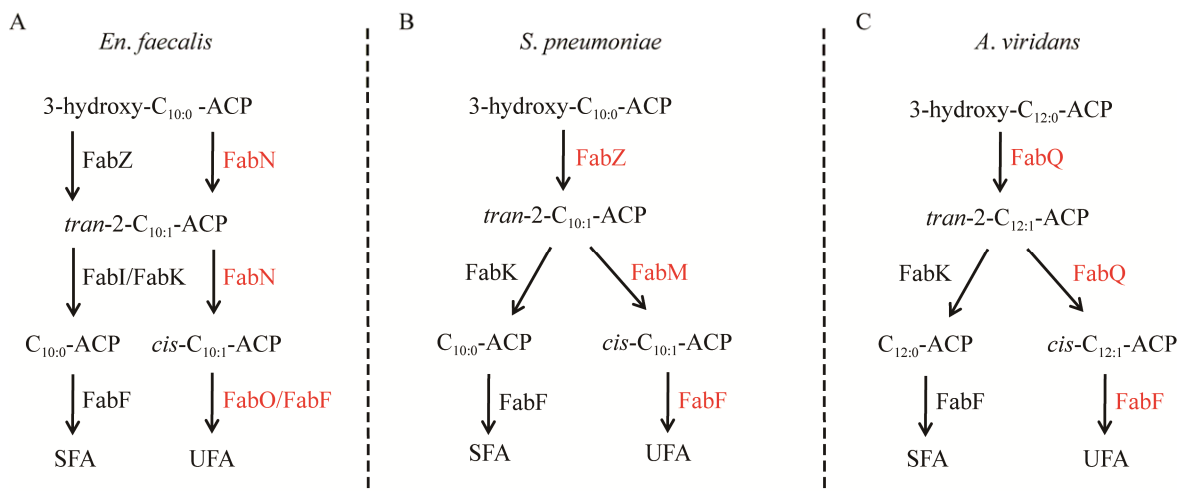 A
En. faecalis
3-hydroxy-C10:0 -ACP
FabZ
FabN
tran-2-C10:1-ACP
FabI/FabK
FabN
C10:0-ACP
cis-C10:1-ACP
FabF
FabO/FabF
SFA
UFA
B
S. pneumoniae
3-hydroxy-C10:0-ACP
FabZ
tran-2-C10:1-ACP
FabK
FabM
C10:0-ACP
cis-C10:1-ACP
FabF
FabF
SFA
UFA
C
A. viridans
3-hydroxy-C12:0-ACP
FabQ
tran-2-C12:1-ACP
FabK
FabQ
C12:0-ACP
cis-C12:1-ACP
FabF
FabF
SFA
UFA